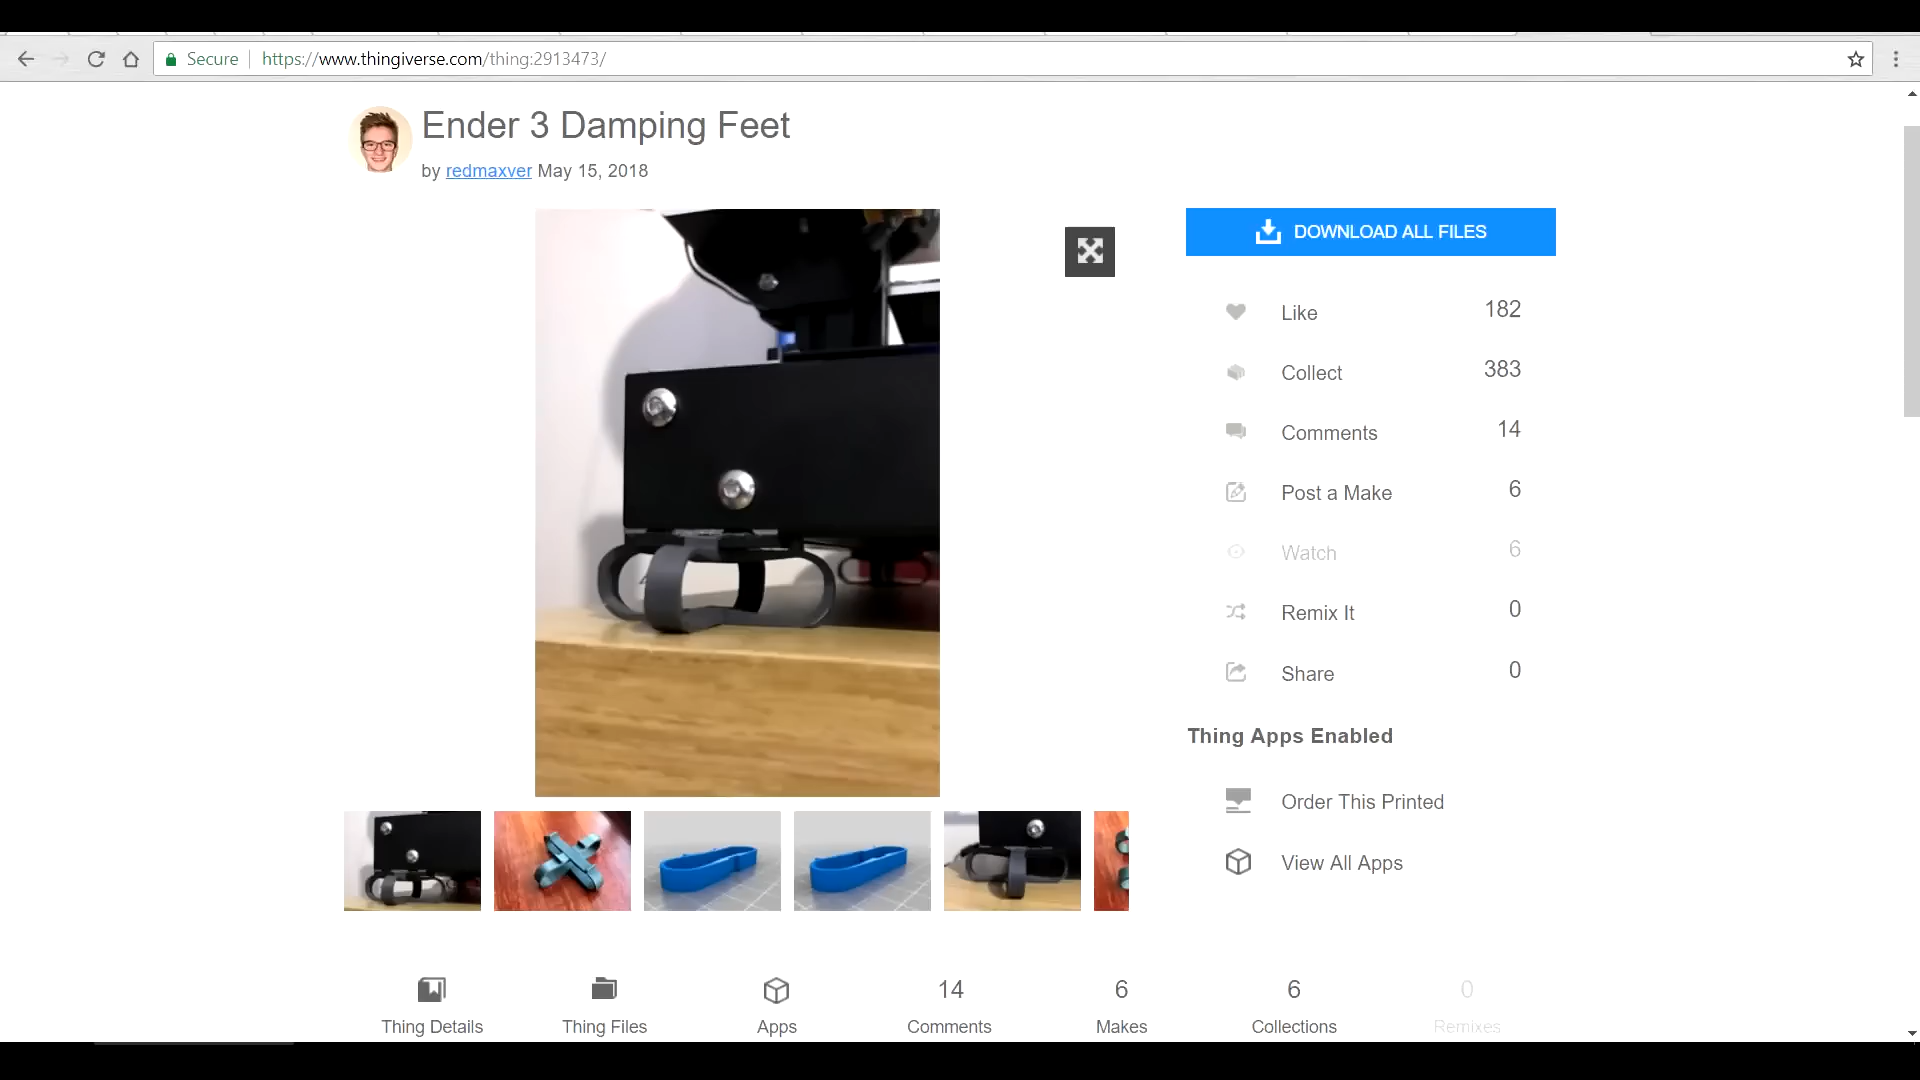 Secure https://www.thingiverse.com/thing:2913473/
Ender 3 Damping Feet
by redmaxver May 15, 2018
DOWNLOAD ALL FILES
Like 182
Collect 383
Comments 14
Post a Make 6
Watch 6
Remix It 0
Share 0
Thing Apps Enabled
Order This Printed
View All Apps
14 6 6 0
Thing Details Thing Files Apps Comments Makes Collections Remixes